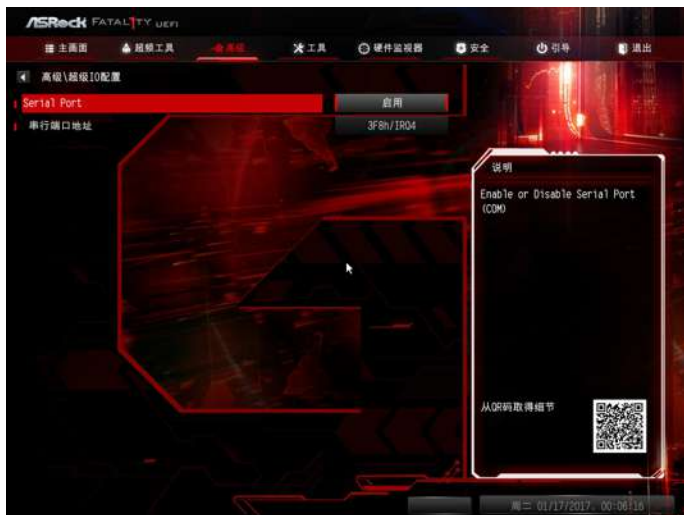 ASRock FATAL1TY UEFI
主画面 超频工具 高级 工具 硬件监视器 安全 引导 退出
高级\超级IO配置
Serial Port 启用
串行端口地址 3F8h/IRQ4
说明
Enable or Disable Serial Port
(COM)
从QR码取得细节
周二 01/17/2017. 00:06:16